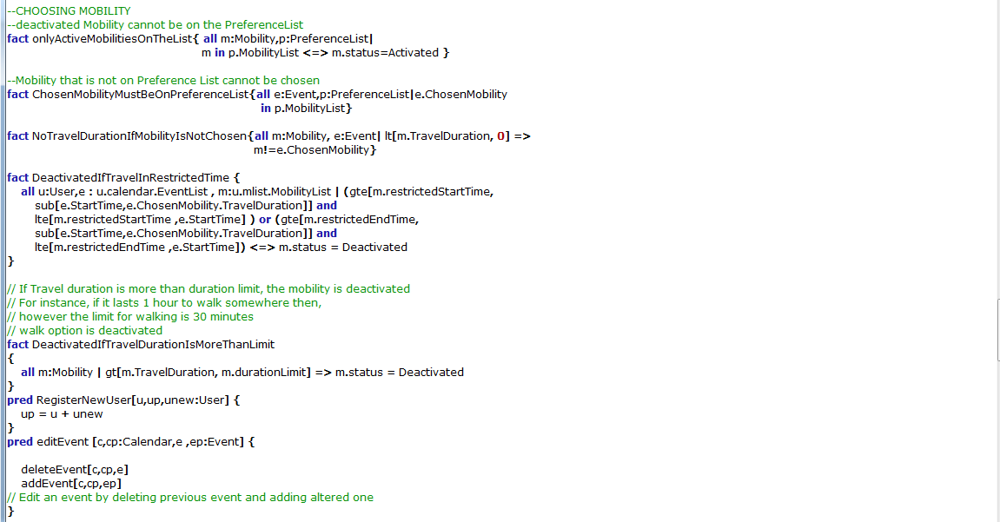 --CHOOSING MOBILITY
--deactivated Mobility cannot be on the PreferenceList
fact onlyActiveMobilitiesOnTheList{ all m:Mobility,p:PreferenceList|
m in p.MobilityList <=> m.status=Activated }
--Mobility that is not on Preference List cannot be chosen
fact ChosenMobilityMustBeOnPreferenceList{all e:Event,p:PreferenceList|e.ChosenMobility
in p.MobilityList}
fact NoTravelDurationIfMobilityIsNotChosen{all m:Mobility, e:Event| lt[m.TravelDuration, 0] =>
m!=e.ChosenMobility}
fact DeactivatedIfTravelInRestrictedTime {
all u:User,e : u.calendar.EventList , m:u.mlist.MobilityList | (gte[m.restrictedStartTime,
sub[e.StartTime,e.ChosenMobility.TravelDuration]] and
lte[m.restrictedStartTime ,e.StartTime] ) or (gte[m.restrictedEndTime,
sub[e.StartTime,e.ChosenMobility.TravelDuration]] and
lte[m.restrictedEndTime ,e.StartTime]) <=> m.status = Deactivated
}
// If Travel duration is more than duration limit, the mobility is deactivated
// For instance, if it lasts 1 hour to walk somewhere then,
// however the limit for walking is 30 minutes
// walk option is deactivated
fact DeactivatedIfTravelDurationIsMoreThanLimit
{
all m:Mobility | gt[m.TravelDuration, m.durationLimit] => m.status = Deactivated
}
pred RegisterNewUser[u,up,unew:User] {
up = u + unew
}
pred editEvent [c,cp:Calendar,e ,ep:Event] {
deleteEvent[c,cp,e]
addEvent[c,cp,ep]
// Edit an event by deleting previous event and adding altered one
}